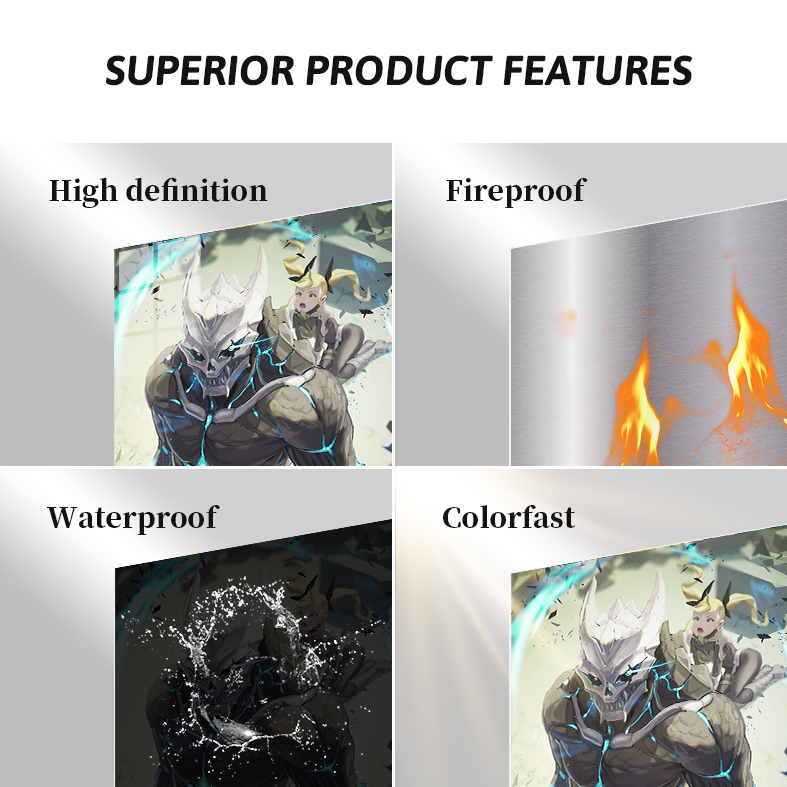 SUPERIOR PRODUCT FEATURES
High definition
Fireproof
Waterproof
Colorfast